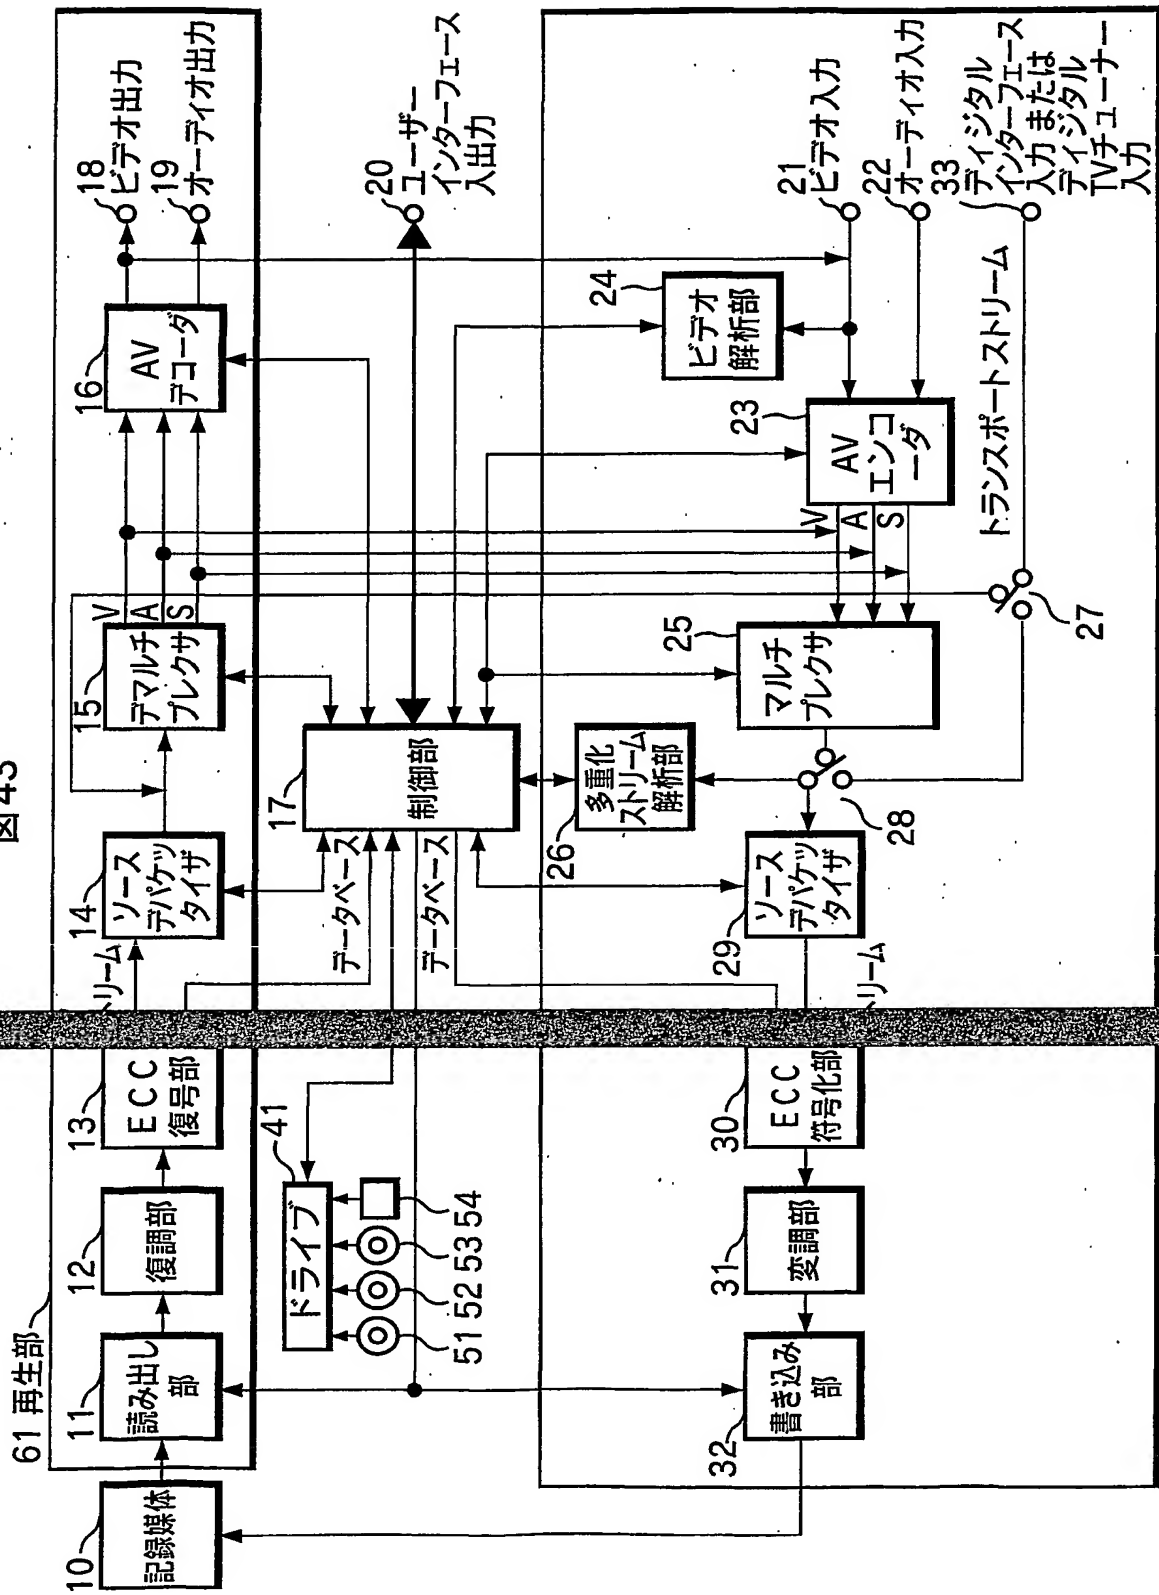 図43
61 再生部
10
記録媒体
11
読み出し
部
12
復調部
13
ECC
復号部
リーム
14
ソース
デパケッ
タイザ
15
デマルチ
プレクサ
V
A
S
16
AV
デコーダ
18
ビデオ出力
19
オーディオ出力
41
ドライブ
51
52
53
54
データベース
データベース
17
制御部
20
ユーザー
インターフェース
入出力
32
書き込み
部
31
変調部
30
ECC
符号化部
リーム
29
ソース
デパケッ
タイザ
28
26
多重化
ストリーム
解析部
25
マルチ
プレクサ
V
A
S
23
AV
エンコ
ーダ
24
ビデオ
解析部
21
ビデオ入力
22
オーディオ入力
27
トランスポートストリーム
33
ディジタル
インターフェース
入力または
ディジタル
TVチューナー
入力